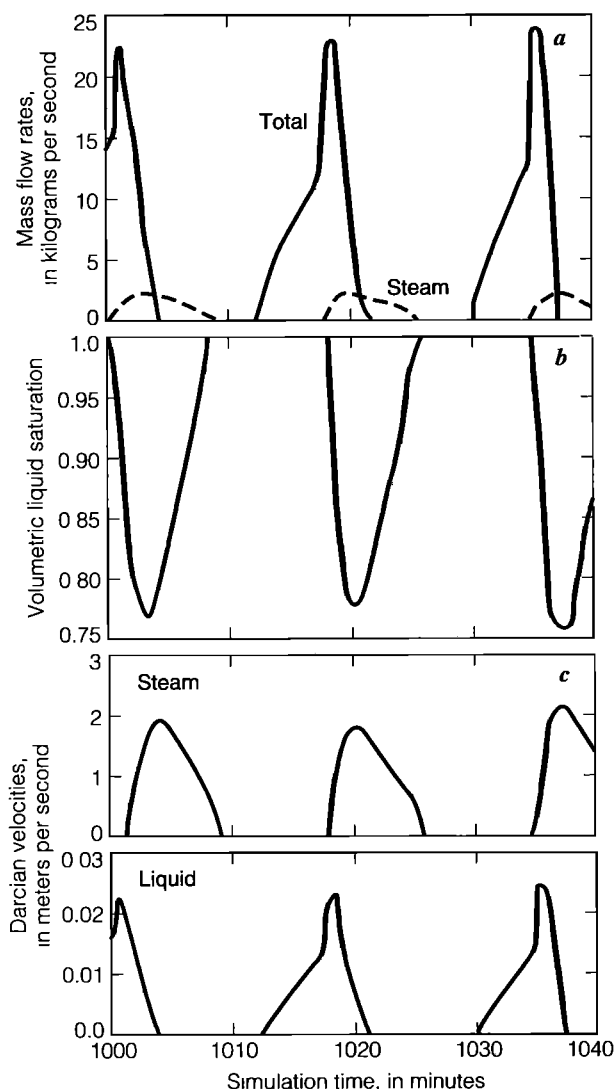 a
Mass flow rates,
in kilograms per second
25
20
15
10
5
0
Total
Steam
b
Volumetric liquid saturation
1.0
0.95
0.90
0.85
0 80
0.75
c
Darcian velocities,
in meters per second
Steam
3
2
1
0
Liquid
0 03
0.02
0.01
0.0
1000
1010
1020
1030
1040
Simulation time, in minutes